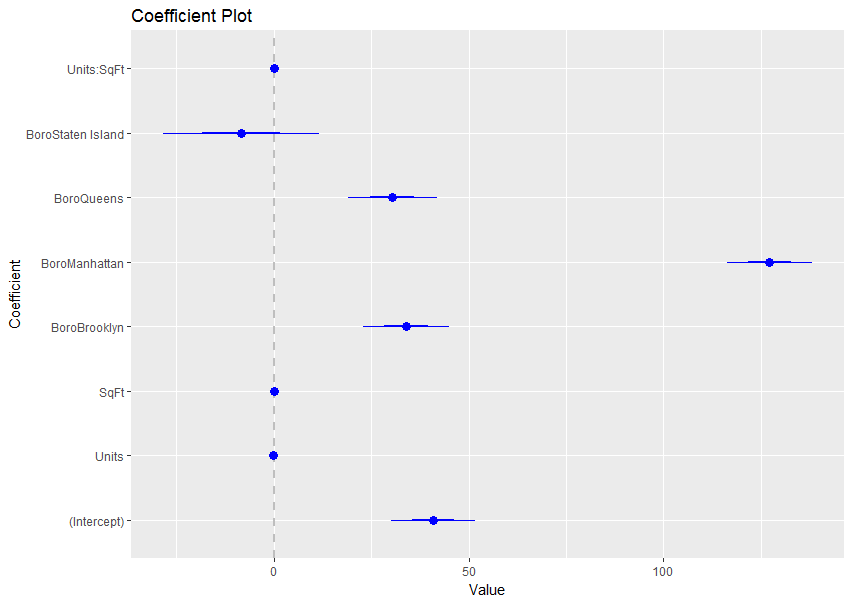 Coefficient Plot
Units:SqFt
BoroStaten Island
BoroQueens
BoroManhattan
BoroBrooklyn
SqFt
Units
(Intercept)
Coefficient
0
50
100
Value